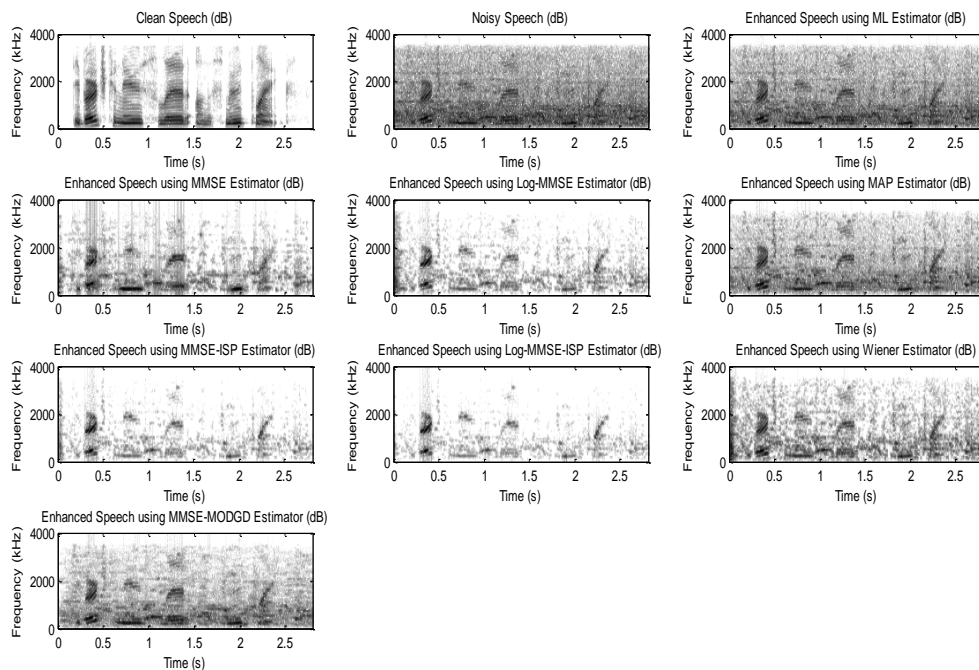 Clean Speech (dB)
Frequency (kHz)
4000
2000
0
0 0.5 1 1.5 2 2.5
Time (s)
Noisy Speech (dB)
Frequency (kHz)
4000
2000
0
0 0.5 1 1.5 2 2.5
Time (s)
Enhanced Speech using ML Estimator (dB)
Frequency (kHz)
4000
2000
0
0 0.5 1 1.5 2 2.5
Time (s)
Enhanced Speech using MMSE Estimator (dB)
Frequency (kHz)
4000
2000
0
0 0.5 1 1.5 2 2.5
Time (s)
Enhanced Speech using Log-MMSE Estimator (dB)
Frequency (kHz)
4000
2000
0
0 0.5 1 1.5 2 2.5
Time (s)
Enhanced Speech using MAP Estimator (dB)
Frequency (kHz)
4000
2000
0
0 0.5 1 1.5 2 2.5
Time (s)
Enhanced Speech using MMSE-ISP Estimator (dB)
Frequency (kHz)
4000
2000
0
0 0.5 1 1.5 2 2.5
Time (s)
Enhanced Speech using Log-MMSE-ISP Estimator (dB)
Frequency (kHz)
4000
2000
0
0 0.5 1 1.5 2 2.5
Time (s)
Enhanced Speech using Wiener Estimator (dB)
Frequency (kHz)
4000
2000
0
0 0.5 1 1.5 2 2.5
Time (s)
Enhanced Speech using MMSE-MODGD Estimator (dB)
Frequency (kHz)
4000
2000
0
0 0.5 1 1.5 2 2.5
Time (s)